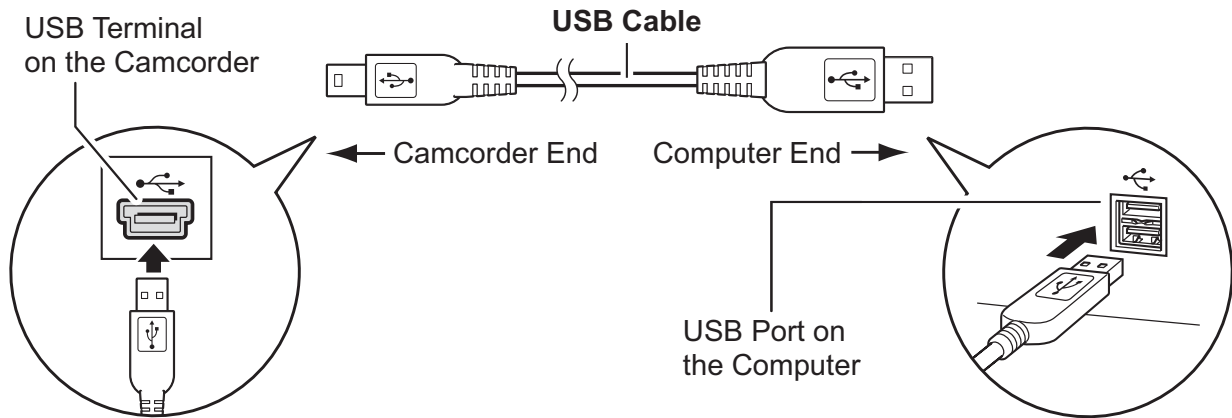 USB Terminal
on the Camcorder
USB Cable
Camcorder End
Computer End
USB Port on
the Computer